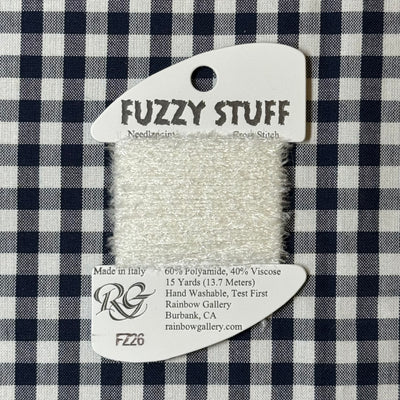 FUZZY STUFF
Needlepoint Cross Stitch
Made in Italy
60% Polyamide, 40% Viscose
15 Yards (13.7 Meters)
Hand Washable, Test First
Rainbow Gallery
Burbank, CA
rainbowgallery.com
RG
FZ26